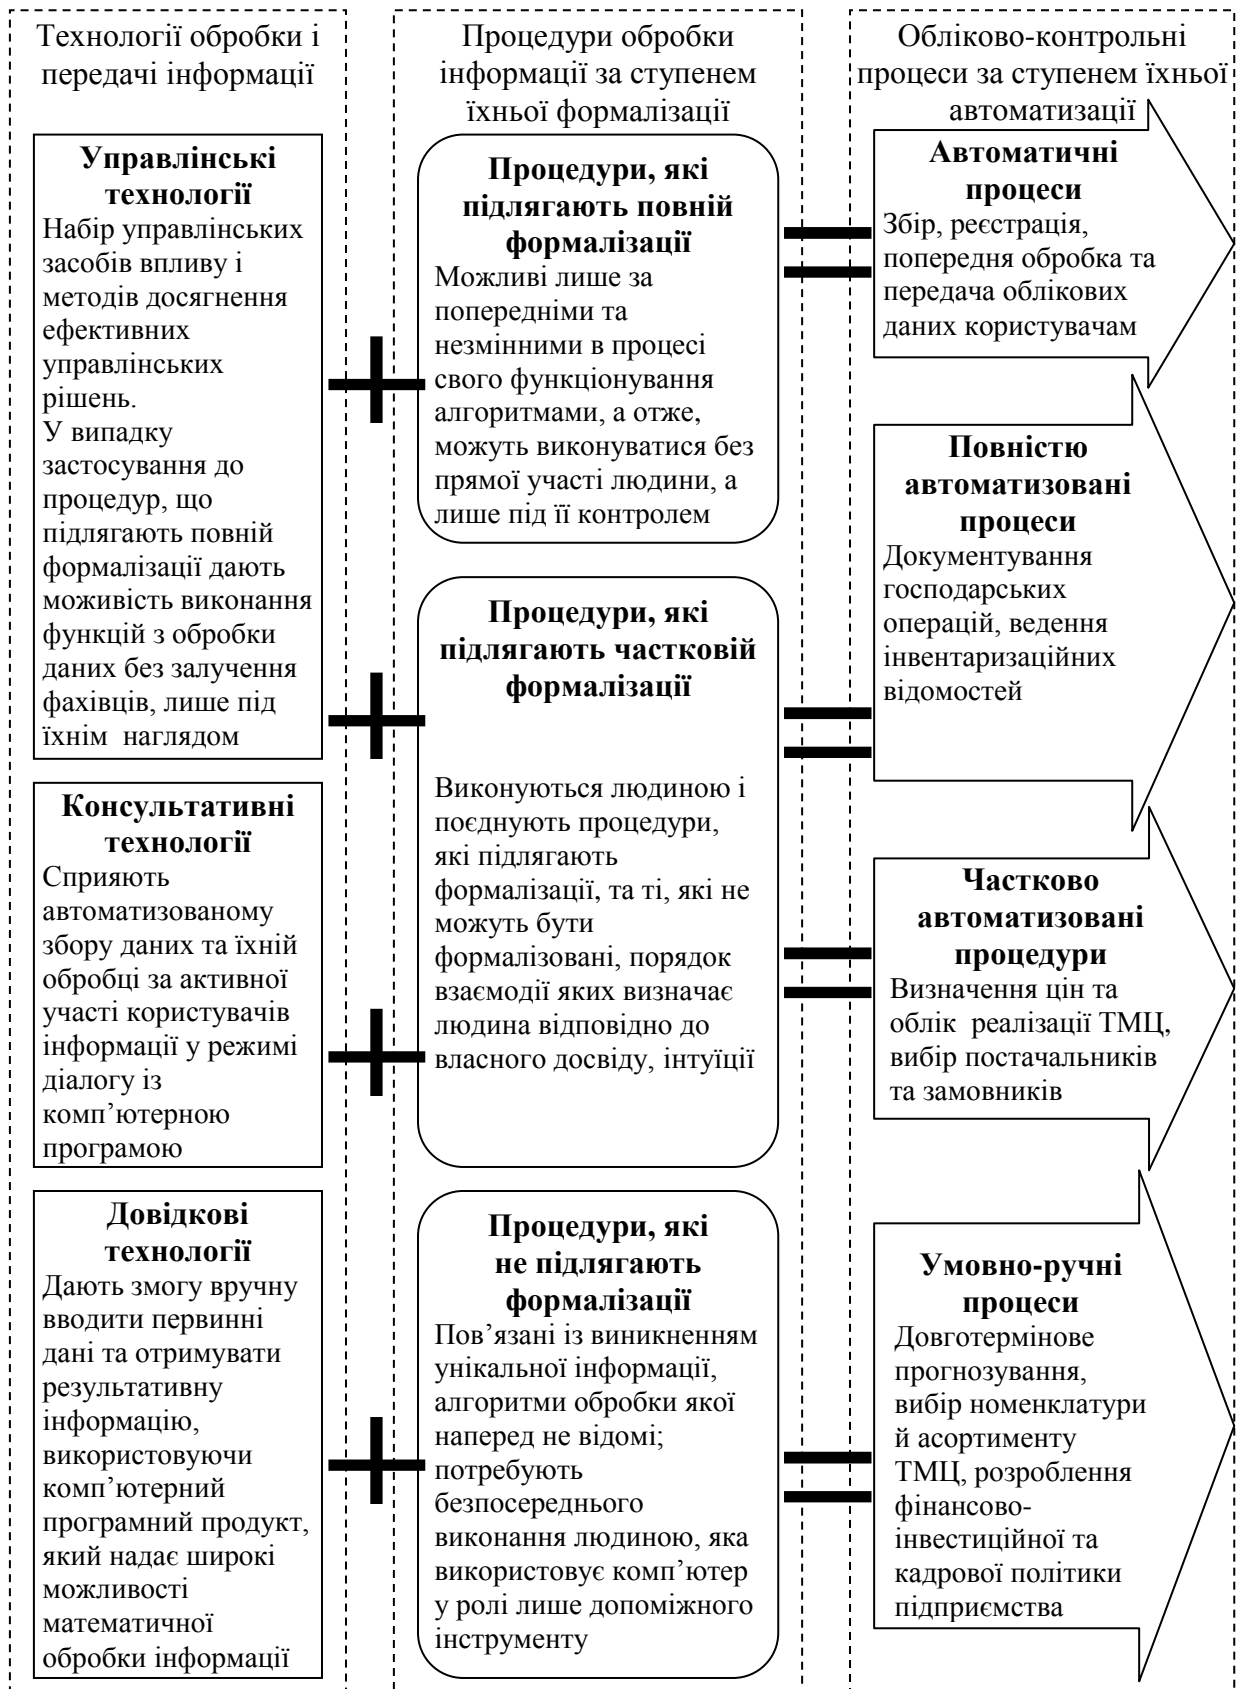 Технології обробки і
передачі інформації
Управлінські
технології
Набір управлінських
засобів впливу і
методів досягнення
ефективних
управлінських
рішень.
У випадку
застосування до
процедур, що
підлягають повній
формалізації дають
моживість виконання
функцій з обробки
даних без залучення
фахівців, лише під
їхнім наглядом
Консультативні
технології
Сприяють
автоматизованому
збору даних та їхній
обробці за активної
участі користувачів
інформації у режимі
діалогу із
комп’ютерною
програмою
Довідкові
технології
Дають змогу вручну
вводити первинні
дані та отримувати
результативну
інформацію,
використовуючи
комп’ютерний
програмний продукт,
який надає широкі
можливості
математичної
обробки інформації
Процедури обробки
інформації за ступенем
їхньої формалізації
Процедури, які
підлягають повній
формалізації
Можливі лише за
попередніми та
незмінними в процесі
свого функціонування
алгоритмами, а отже,
можуть виконуватися без
прямої участі людини, а
лише під її контролем
Процедури, які
підлягають частковій
формалізації
Виконуються людиною і
поєднують процедури,
які підлягають
формалізації, та ті, які не
можуть бути
формалізовані, порядок
взаємодії яких визначає
людина відповідно до
власного досвіду, інтуїції
Процедури, які
не підлягають
формалізації
Пов’язані із виникненням
унікальної інформації,
алгоритми обробки якої
наперед не відомі;
потребують
безпосереднього
виконання людиною, яка
використовує комп’ютер
у ролі лише допоміжного
інструменту
Обліково-контрольні
процеси за ступенем їхньої
автоматизації
Автоматичні
процеси
Збір, реєстрація,
попередня обробка та
передача облікових
даних користувачам
Повністю
автоматизовані
процеси
Документування
господарських
операцій, ведення
інвентаризаційних
відомостей
Частково
автоматизовані
процедури
Визначення цін та
облік реалізації ТМЦ,
вибір постачальників
та замовників
Умовно-ручні
процеси
Довготермінове
прогнозування,
вибір номенклатури
й асортименту
ТМЦ, розроблення
фінансово-
інвестиційної та
кадрової політики
підприємства